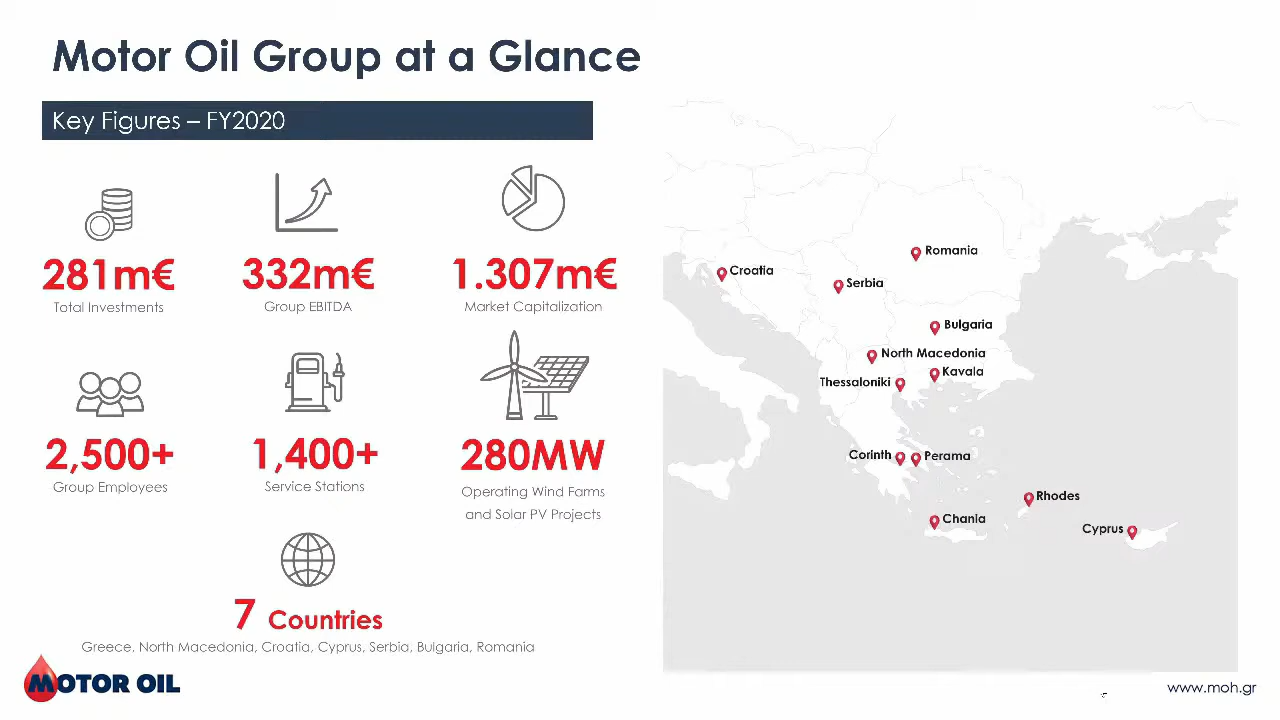 Motor Oil Group at a Glance
Key Figures – FY2020
281m€
Total Investments
332m€
Group EBITDA
1.307m€
Market Capitalization
2,500+
Group Employees
1,400+
Service Stations
280MW
Operating Wind Farms
and Solar PV Projects
7 Countries
Greece, North Macedonia, Croatia, Cyprus, Serbia, Bulgaria, Romania
MOTOR OIL
Romania
Croatia
Serbia
Bulgaria
North Macedonia
Kavala
Thessaloniki
Corinth
Perama
Rhodes
Chania
Cyprus
www.moh.gr